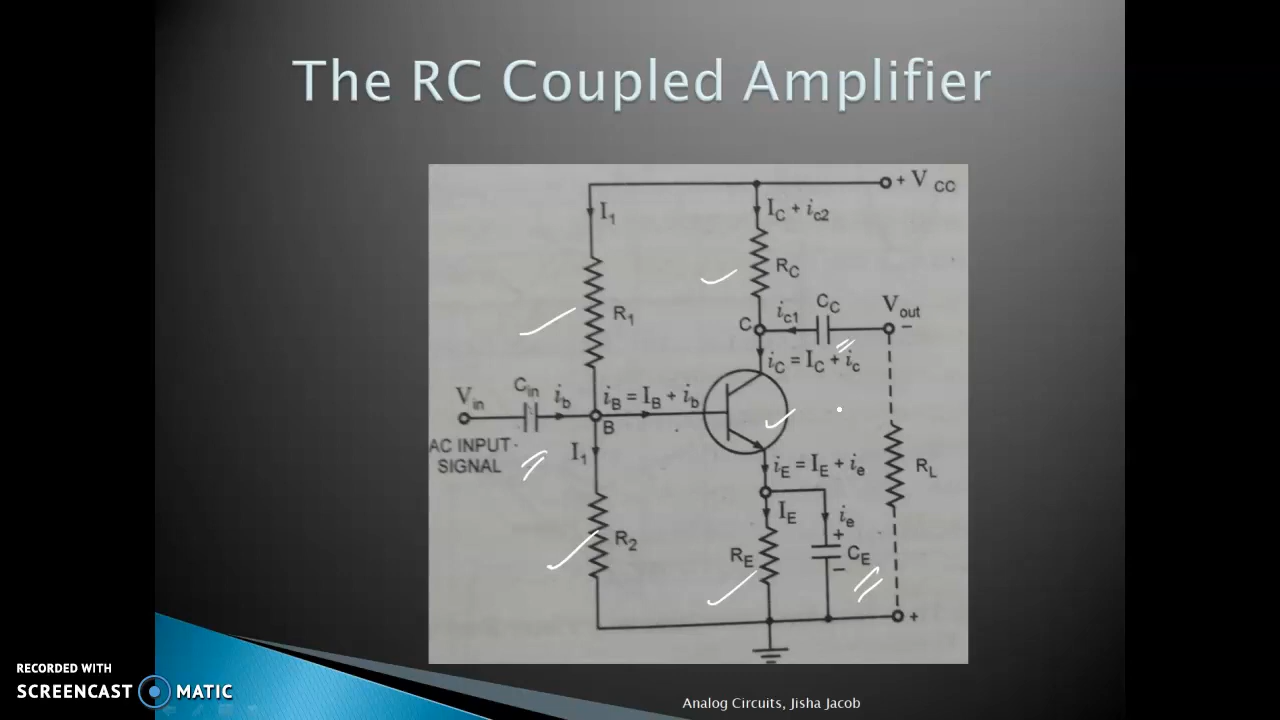 The RC Coupled Amplifier
+ V CC
I1
IC + ic2
RC
R1
CC
Vout
ic1
C
−
iC = IC + ic
Vin
Cin
ib
iB = IB + ib
B
AC INPUT
SIGNAL
I1
iE = IE + ie
RL
IE
ie
+
R2
RE
CE
−
+
RECORDED WITH
SCREENCAST MATIC
Analog Circuits, Jisha Jacob